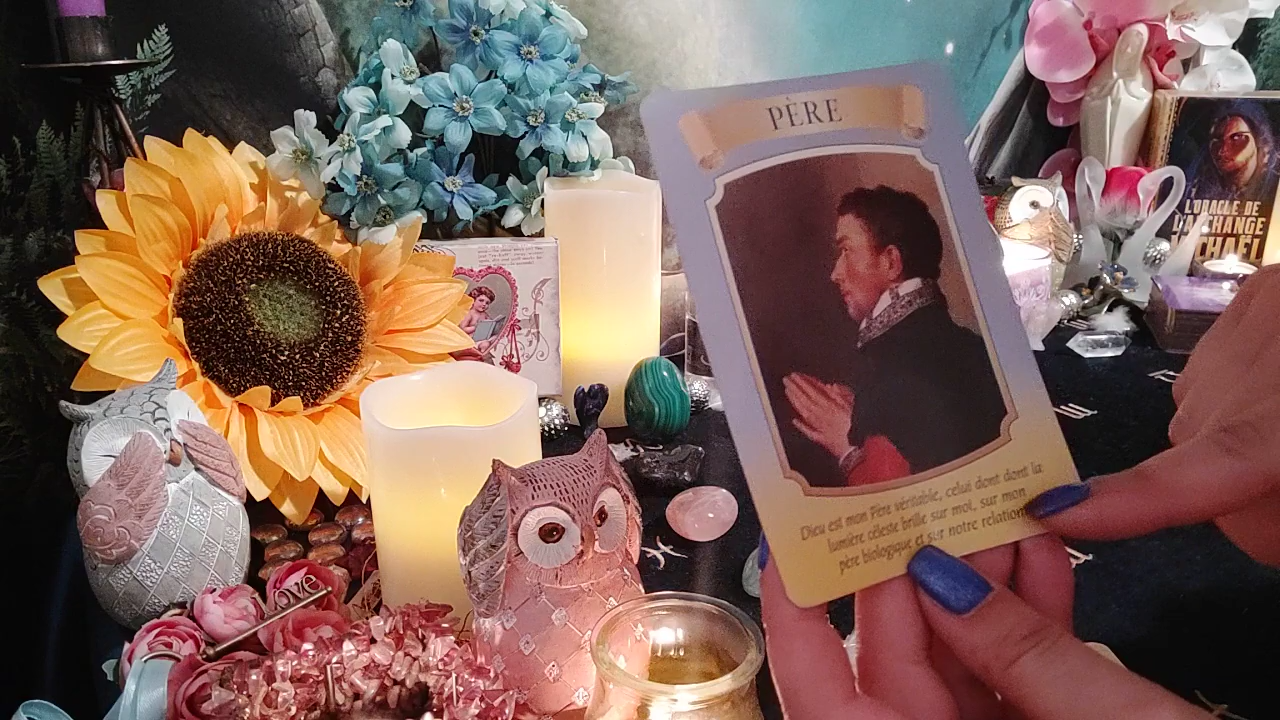 PÈRE
Dieu est mon Père véritable, celui dont dont la
lumière céleste brille sur moi, sur mon
père biologique et sur notre relation
L'ORACLE DE
L'ARCHANGE
MICHAËL
love